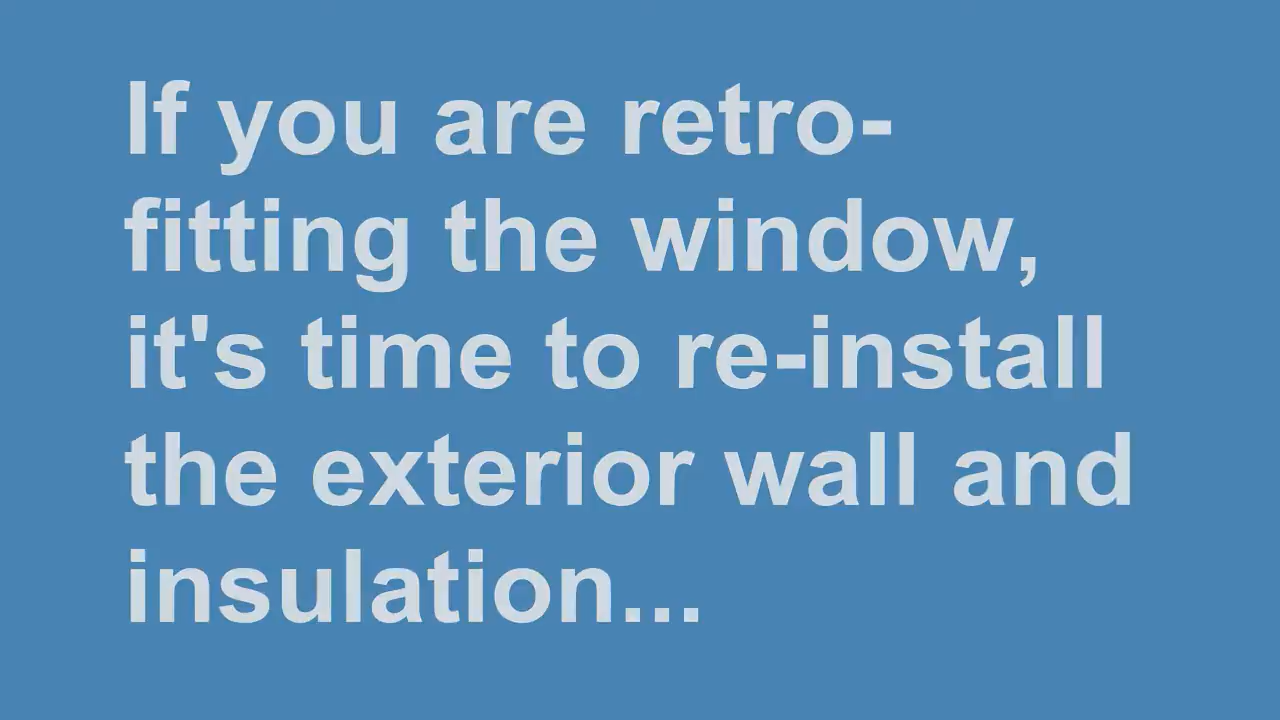 If you are retro-
fitting the window,
it's time to re-install
the exterior wall and
insulation...